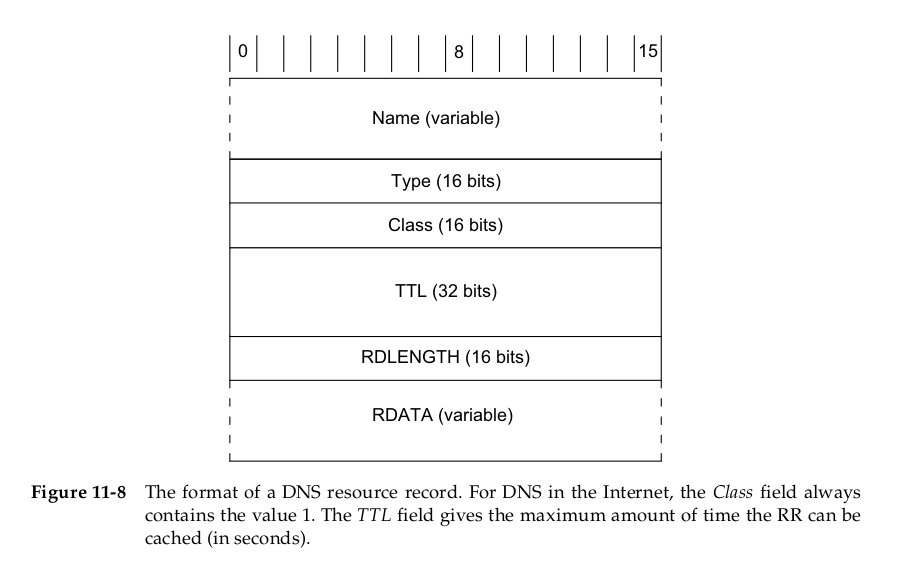 0 8 15
Name (variable)
Type (16 bits)
Class (16 bits)
TTL (32 bits)
RDLENGTH (16 bits)
RDATA (variable)
Figure 11-8 The format of a DNS resource record. For DNS in the Internet, the Class field always
contains the value 1. The TTL field gives the maximum amount of time the RR can be
cached (in seconds).